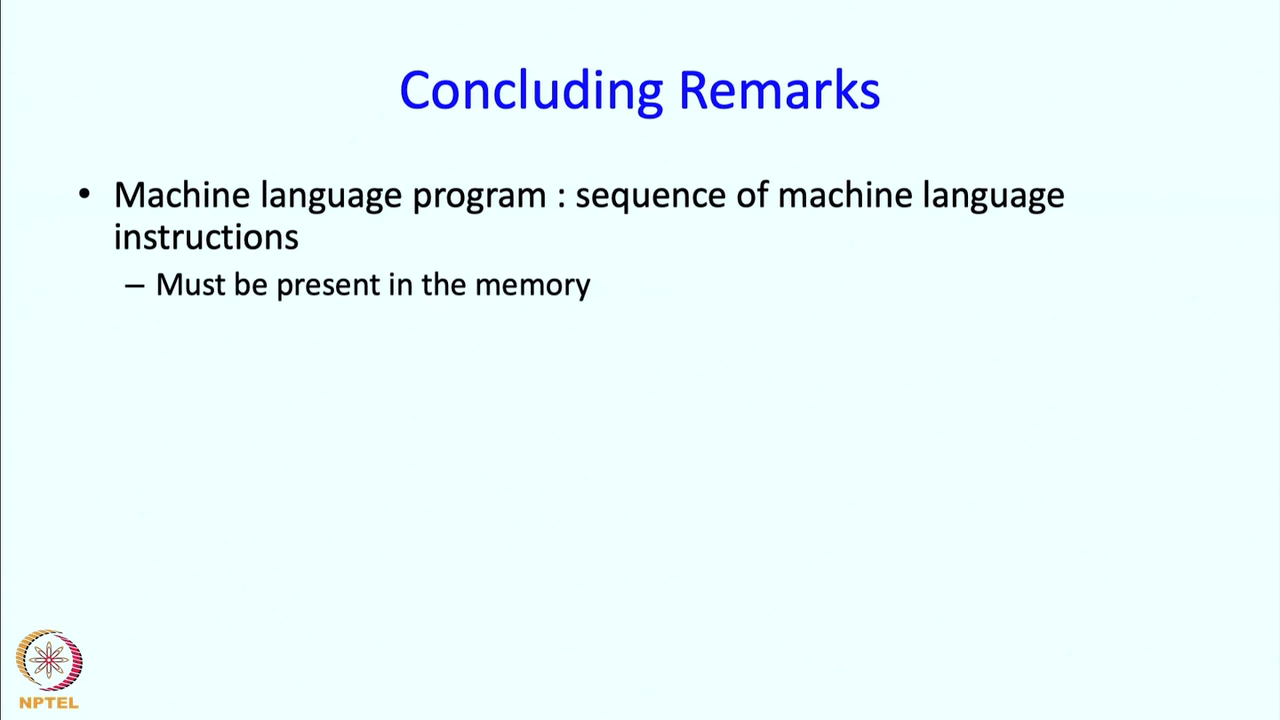 Concluding Remarks
• Machine language program : sequence of machine language
instructions
– Must be present in the memory
NPTEL